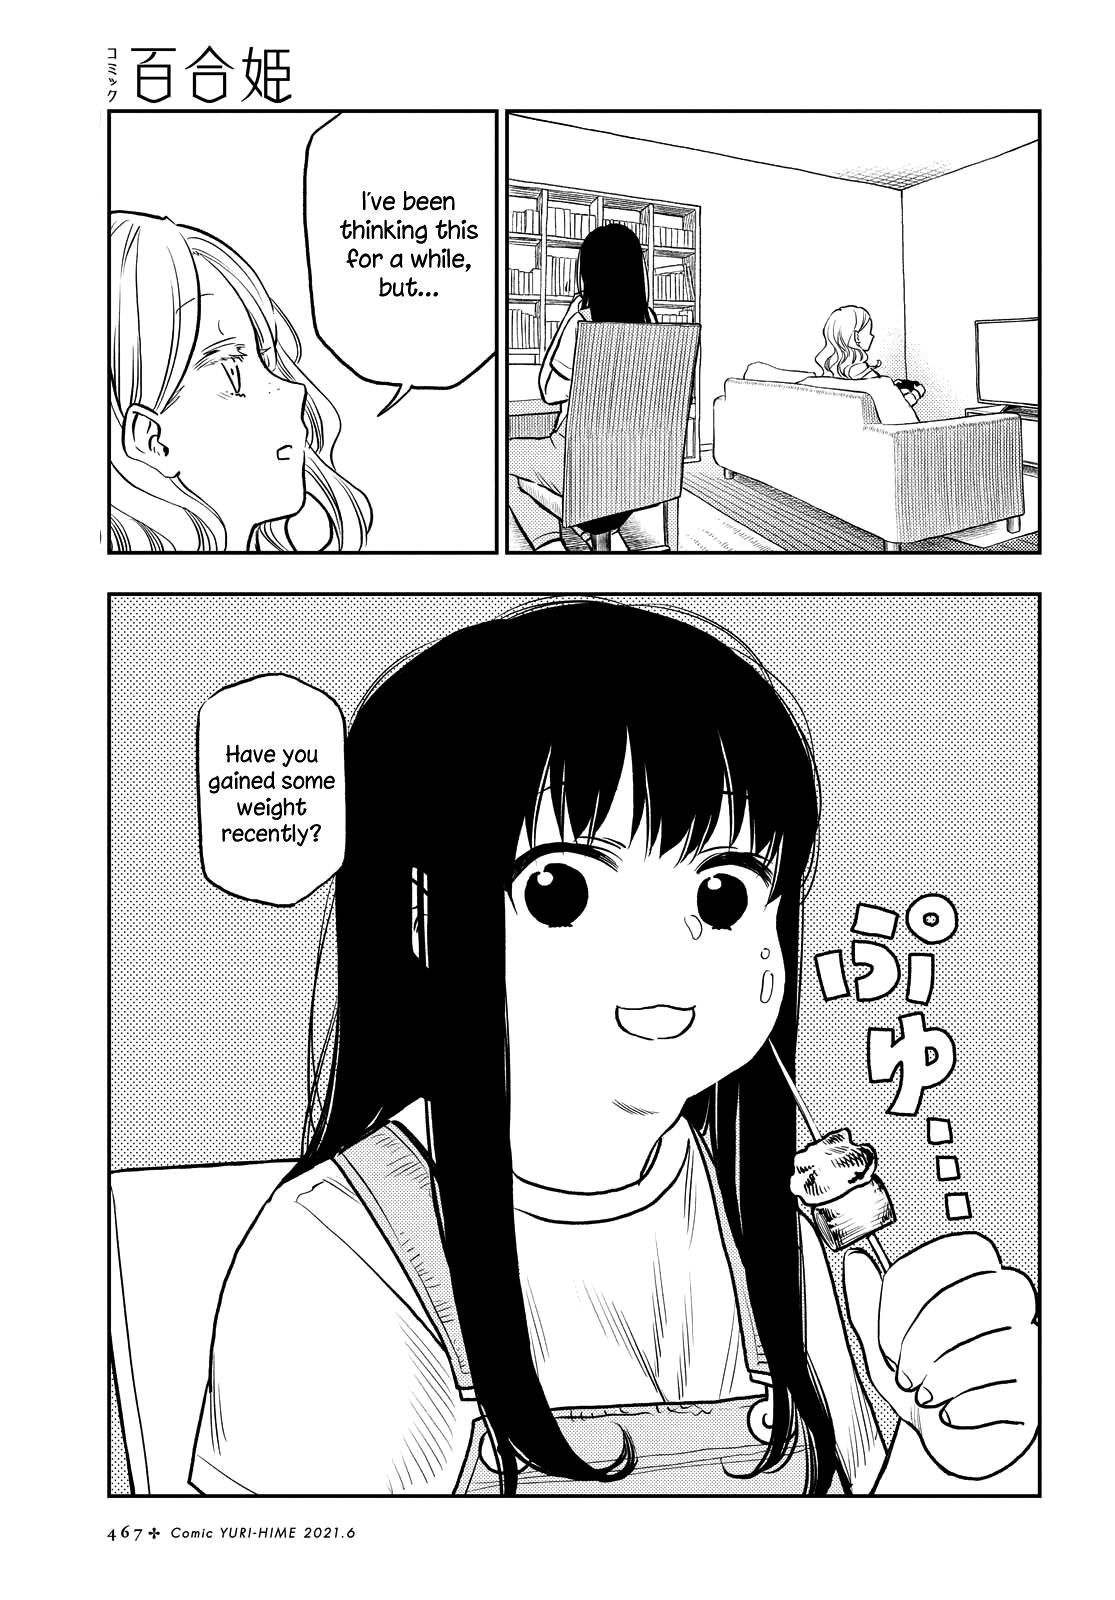 コミック
百合姫
I've been
thinking this
for a while,
but...
Have you
gained some
weight
recently?
ぷゅ...
467 Comic YURI-HIME 2021.6